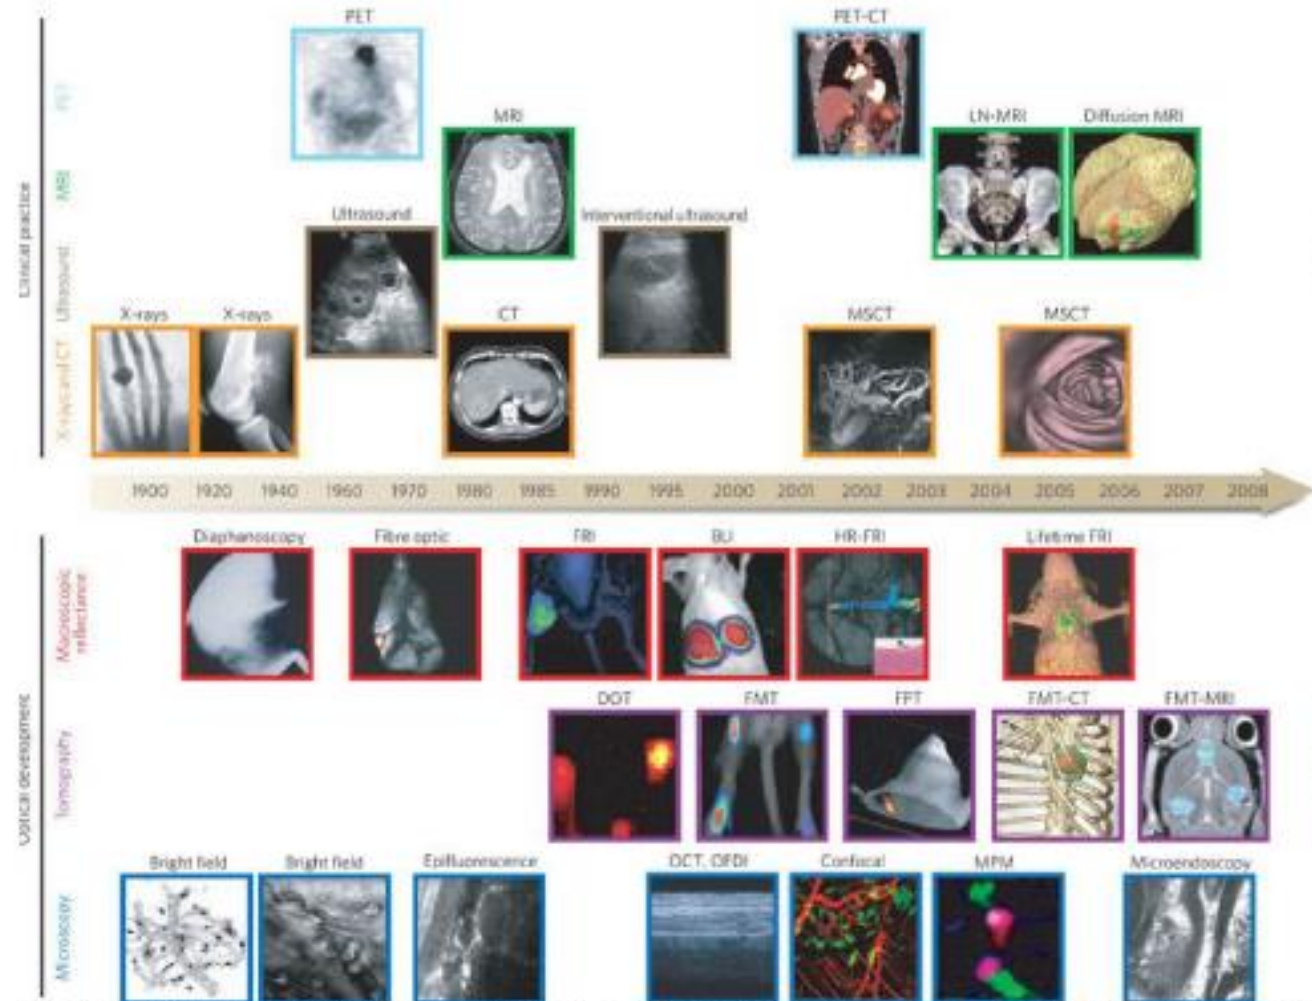 PET
PET-CT
PET
MRI
LN-MRI
Diffusion MRI
MRI
Clinical practice
Ultrasound
Interventional ultrasound
Ultrasound
X-rays
X-rays
CT
MSCT
MSCT
X-rays and CT
1900 1920 1940 1960 1970 1980 1985 1990 1995 2000 2001 2002 2003 2004 2005 2006 2007 2008
Diaphanoscopy
Fibre optic
FRI
BLI
HR-FRI
Lifetime FRI
Macroscopic
reflectance
DOT
FMT
FPT
FMT-CT
FMT-MRI
Optical development
Tomography
Bright field
Bright field
Epifluorescence
OCT, OFDI
Confocal
MPM
Microendoscopy
Microscopy